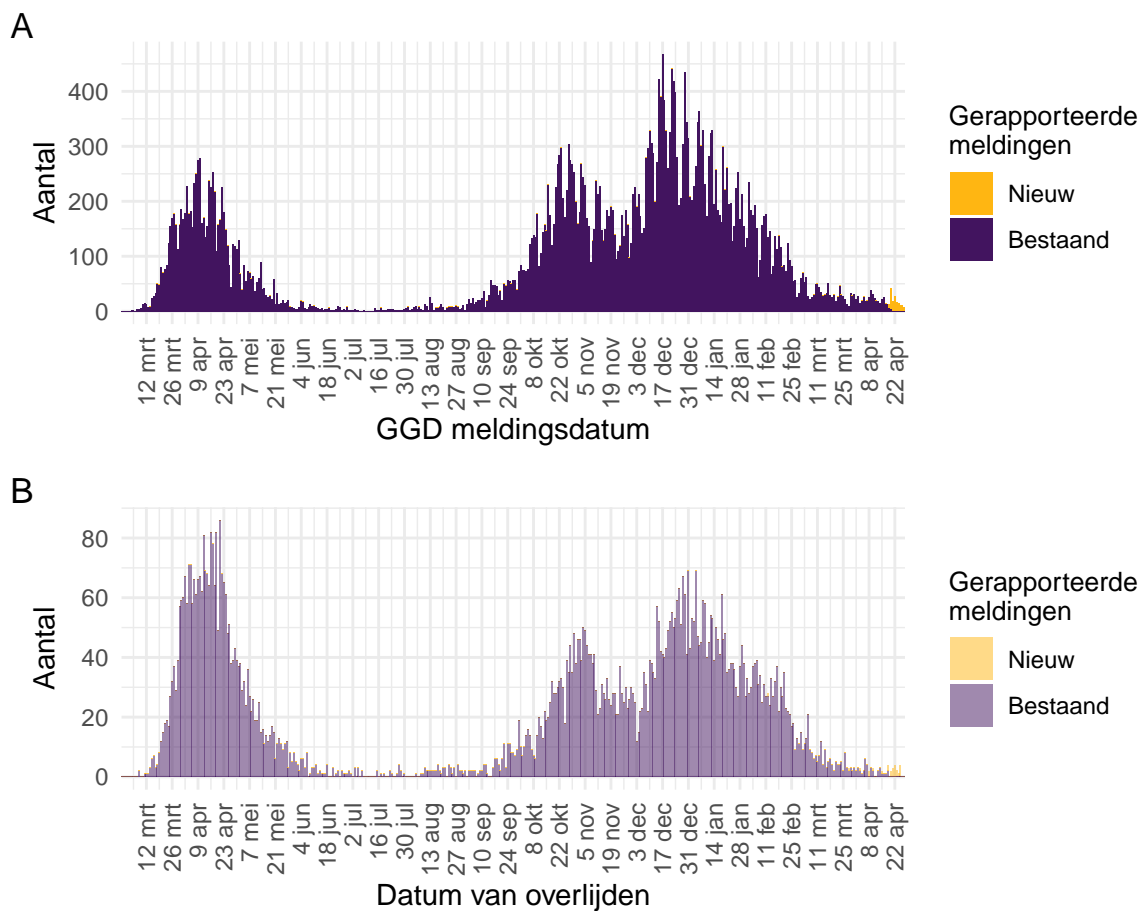 A
Aantal
400
300
200
100
0
12 mrt
26 mrt
9 apr
23 apr
7 mei
21 mei
4 jun
18 jun
2 jul
16 jul
30 jul
13 aug
27 aug
10 sep
24 sep
8 okt
22 okt
5 nov
19 nov
3 dec
17 dec
31 dec
14 jan
28 jan
11 feb
25 feb
11 mrt
25 mrt
8 apr
22 apr
GGD meldingsdatum
Gerapporteerde
meldingen
Nieuw
Bestaand
B
Aantal
80
60
40
20
0
12 mrt
26 mrt
9 apr
23 apr
7 mei
21 mei
4 jun
18 jun
2 jul
16 jul
30 jul
13 aug
27 aug
10 sep
24 sep
8 okt
22 okt
5 nov
19 nov
3 dec
17 dec
31 dec
14 jan
28 jan
11 feb
25 feb
11 mrt
25 mrt
8 apr
22 apr
Datum van overlijden
Gerapporteerde
meldingen
Nieuw
Bestaand